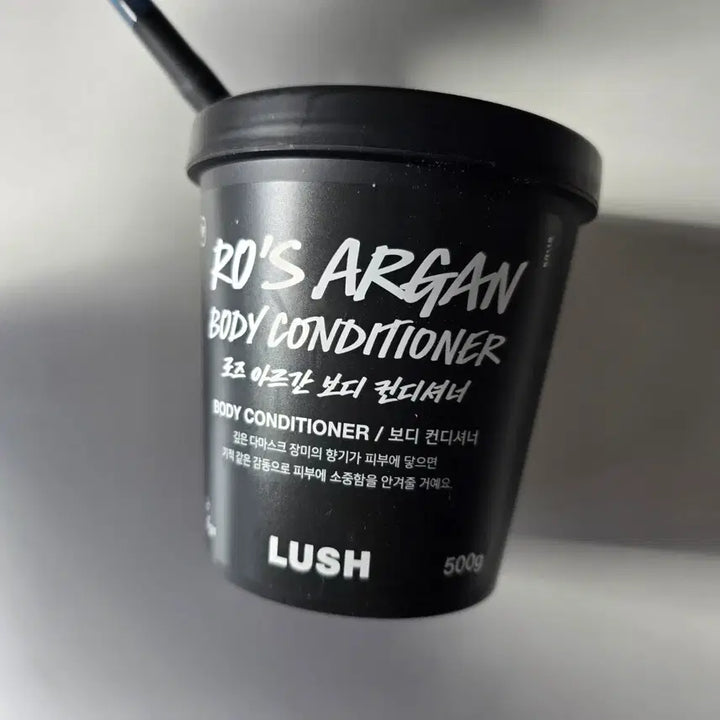 RO'S ARGAN
BODY CONDITIONER
로즈 아르간 보디 컨디셔너
BODY CONDITIONER / 보디 컨디셔너
깊은 다마스크 장미의 향기가 피부에 닿으면
기적 같은 감동으로 피부에 소중함을 안겨줄 거예요.
LUSH
500g